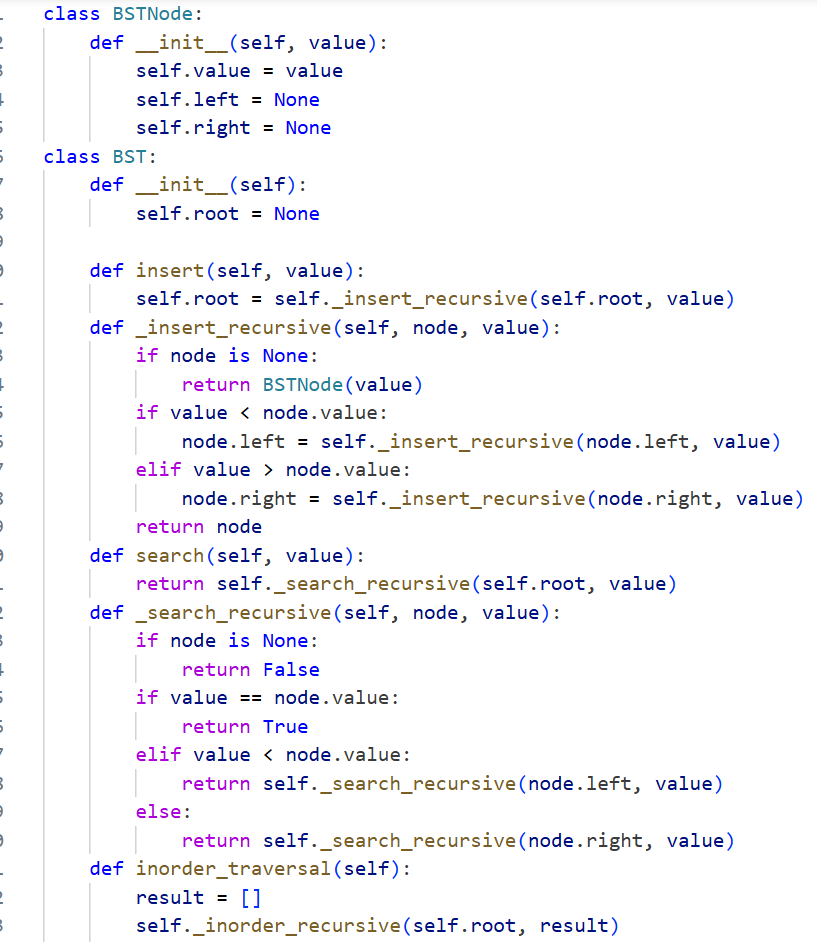 class BSTNode:
    def __init__(self, value):
        self.value = value
        self.left = None
        self.right = None
class BST:
    def __init__(self):
        self.root = None

    def insert(self, value):
        self.root = self._insert_recursive(self.root, value)
    def _insert_recursive(self, node, value):
        if node is None:
            return BSTNode(value)
        if value < node.value:
            node.left = self._insert_recursive(node.left, value)
        elif value > node.value:
            node.right = self._insert_recursive(node.right, value)
        return node
    def search(self, value):
        return self._search_recursive(self.root, value)
    def _search_recursive(self, node, value):
        if node is None:
            return False
        if value == node.value:
            return True
        elif value < node.value:
            return self._search_recursive(node.left, value)
        else:
            return self._search_recursive(node.right, value)
    def inorder_traversal(self):
        result = []
        self._inorder_recursive(self.root, result)